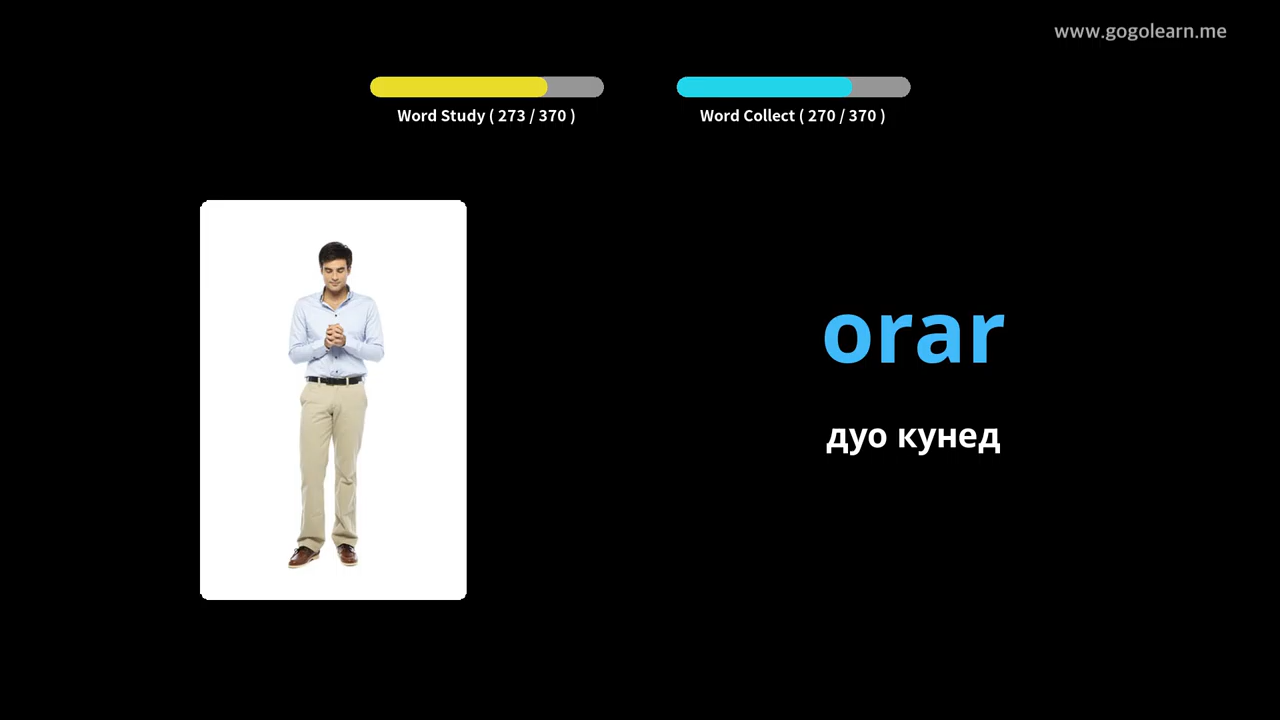 www.gogolearn.me
Word Study ( 273 / 370 )
Word Collect ( 270 / 370 )
orar
дуо кунед